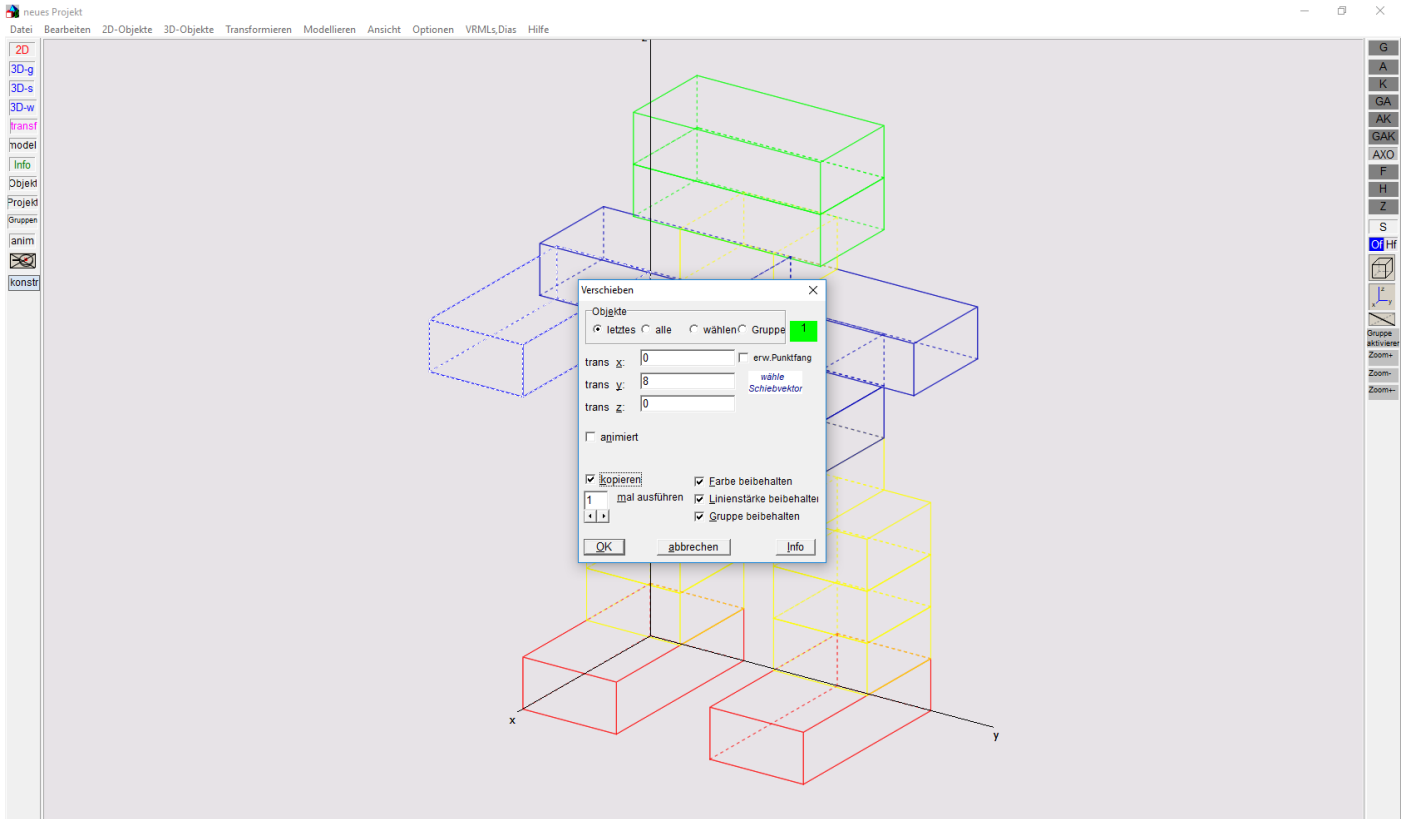 neues Projekt
Datei Bearbeiten 2D-Objekte 3D-Objekte Transformieren Modellieren Ansicht Optionen VRMLs,Dias Hilfe
2D
3D-g
3D-s
3D-w
transf
model
Info
Objekt
Projekt
Gruppen
anim
konstr
z
x
y
Verschieben
Objekte
letztes alle wählen Gruppe 1
trans x: 0 erw.Punktfang
trans y: 8 wähle
Schiebvektor
trans z: 0
animiert
kopieren Farbe beibehalten
1 mal ausführen Linienstärke beibehalten
Gruppe beibehalten
OK abbrechen Info
G
A
K
GA
AK
GAK
AXO
F
H
Z
S
Of Hf
z
x y
Gruppe
aktivieren
Zoom+
Zoom-
Zoom+-